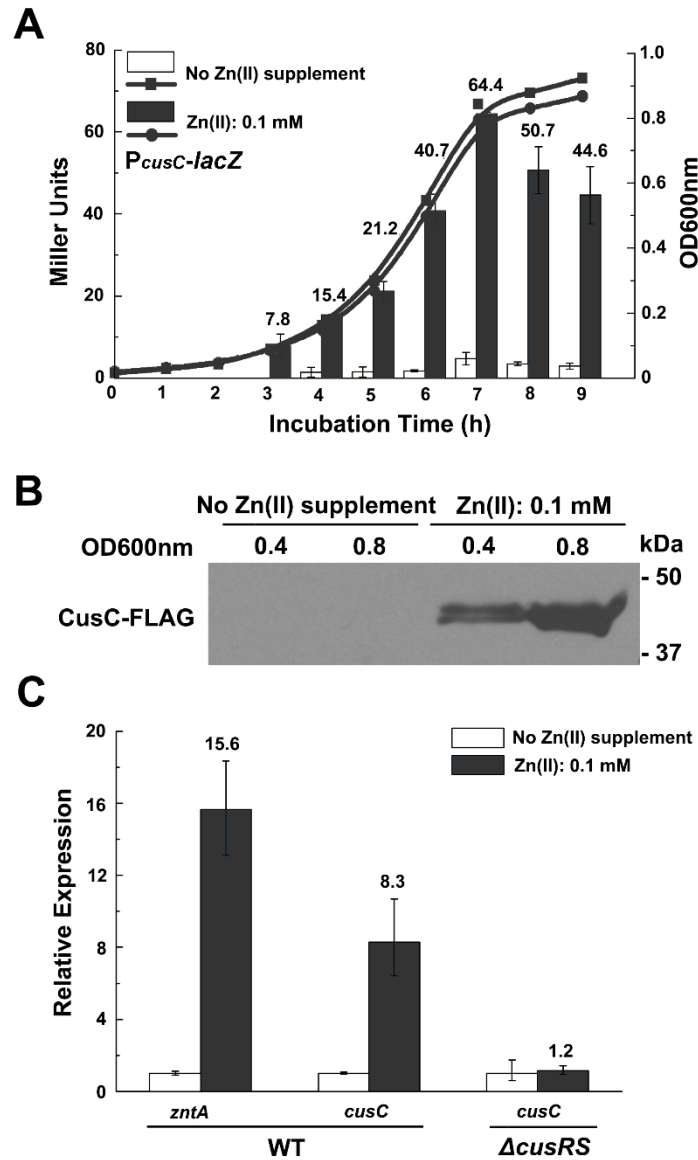 A
No Zn(II) supplement
Zn(II): 0.1 mM
PcusC-lacZ
80
60
40
20
0
Miller Units
1.0
0.8
0.6
0.4
0.2
0
OD600nm
7.8
15.4
21.2
40.7
64.4
50.7
44.6
0 1 2 3 4 5 6 7 8 9
Incubation Time (h)
B
No Zn(II) supplement Zn(II): 0.1 mM
OD600nm 0.4 0.8 0.4 0.8 kDa
- 50
CusC-FLAG
- 37
C
No Zn(II) supplement
Zn(II): 0.1 mM
20
16
12
8
4
0
Relative Expression
15.6
8.3
1.2
zntA cusC cusC
WT ΔcusRS